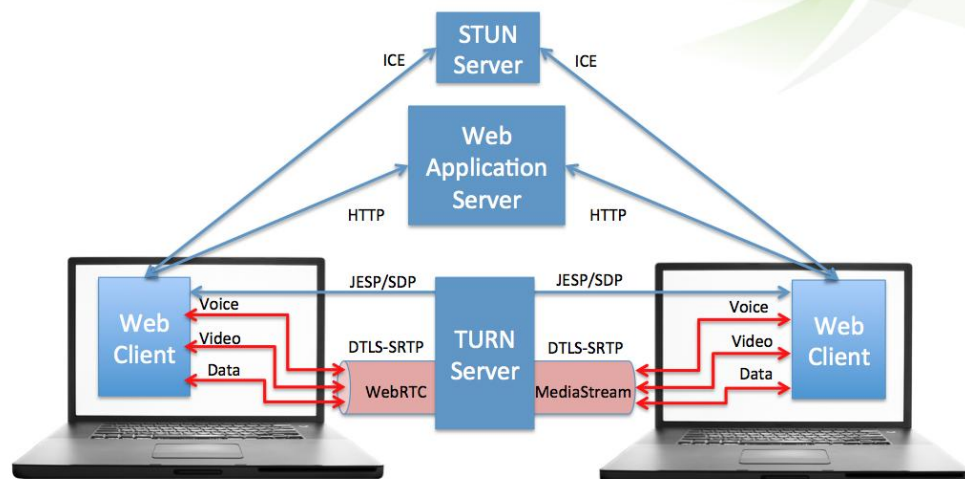 STUN
Server
ICE
ICE
Web
Application
Server
HTTP
HTTP
JESP/SDP
JESP/SDP
Web
Client
Voice
Video
Data
DTLS-SRTP
WebRTC
TURN
Server
DTLS-SRTP
MediaStream
Voice
Video
Data
Web
Client